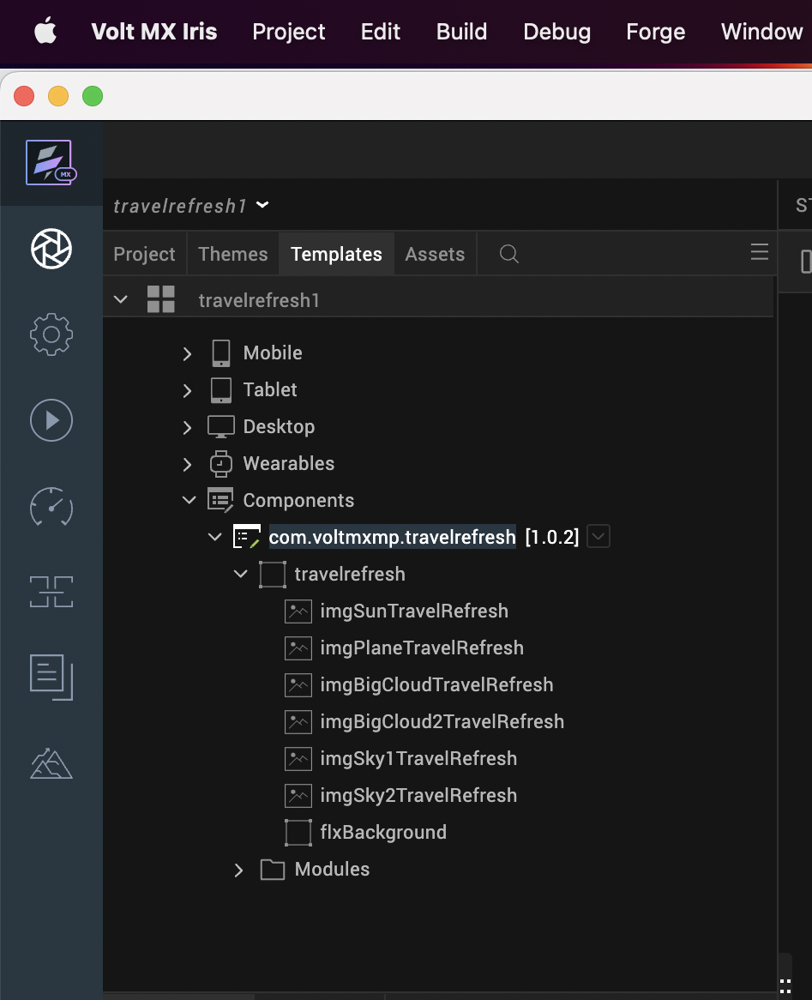 Volt MX Iris Project Edit Build Debug Forge Window
MX
travelrefresh1
ST
Project Themes Templates Assets
travelrefresh1
Mobile
Tablet
Desktop
Wearables
Components
com.voltmxmp.travelrefresh [1.0.2]
travelrefresh
imgSunTravelRefresh
imgPlaneTravelRefresh
imgBigCloudTravelRefresh
imgBigCloud2TravelRefresh
imgSky1TravelRefresh
imgSky2TravelRefresh
flxBackground
Modules